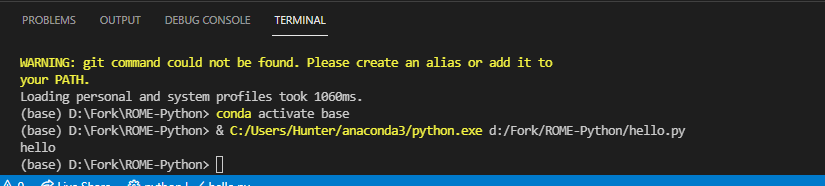 PROBLEMS OUTPUT DEBUG CONSOLE TERMINAL
WARNING: git command could not be found. Please create an alias or add it to
your PATH.
Loading personal and system profiles took 1060ms.
(base) D:\Fork\ROME-Python> conda activate base
(base) D:\Fork\ROME-Python> & C:/Users/Hunter/anaconda3/python.exe d:/Fork/ROME-Python/hello.py
hello
(base) D:\Fork\ROME-Python>
Live Share